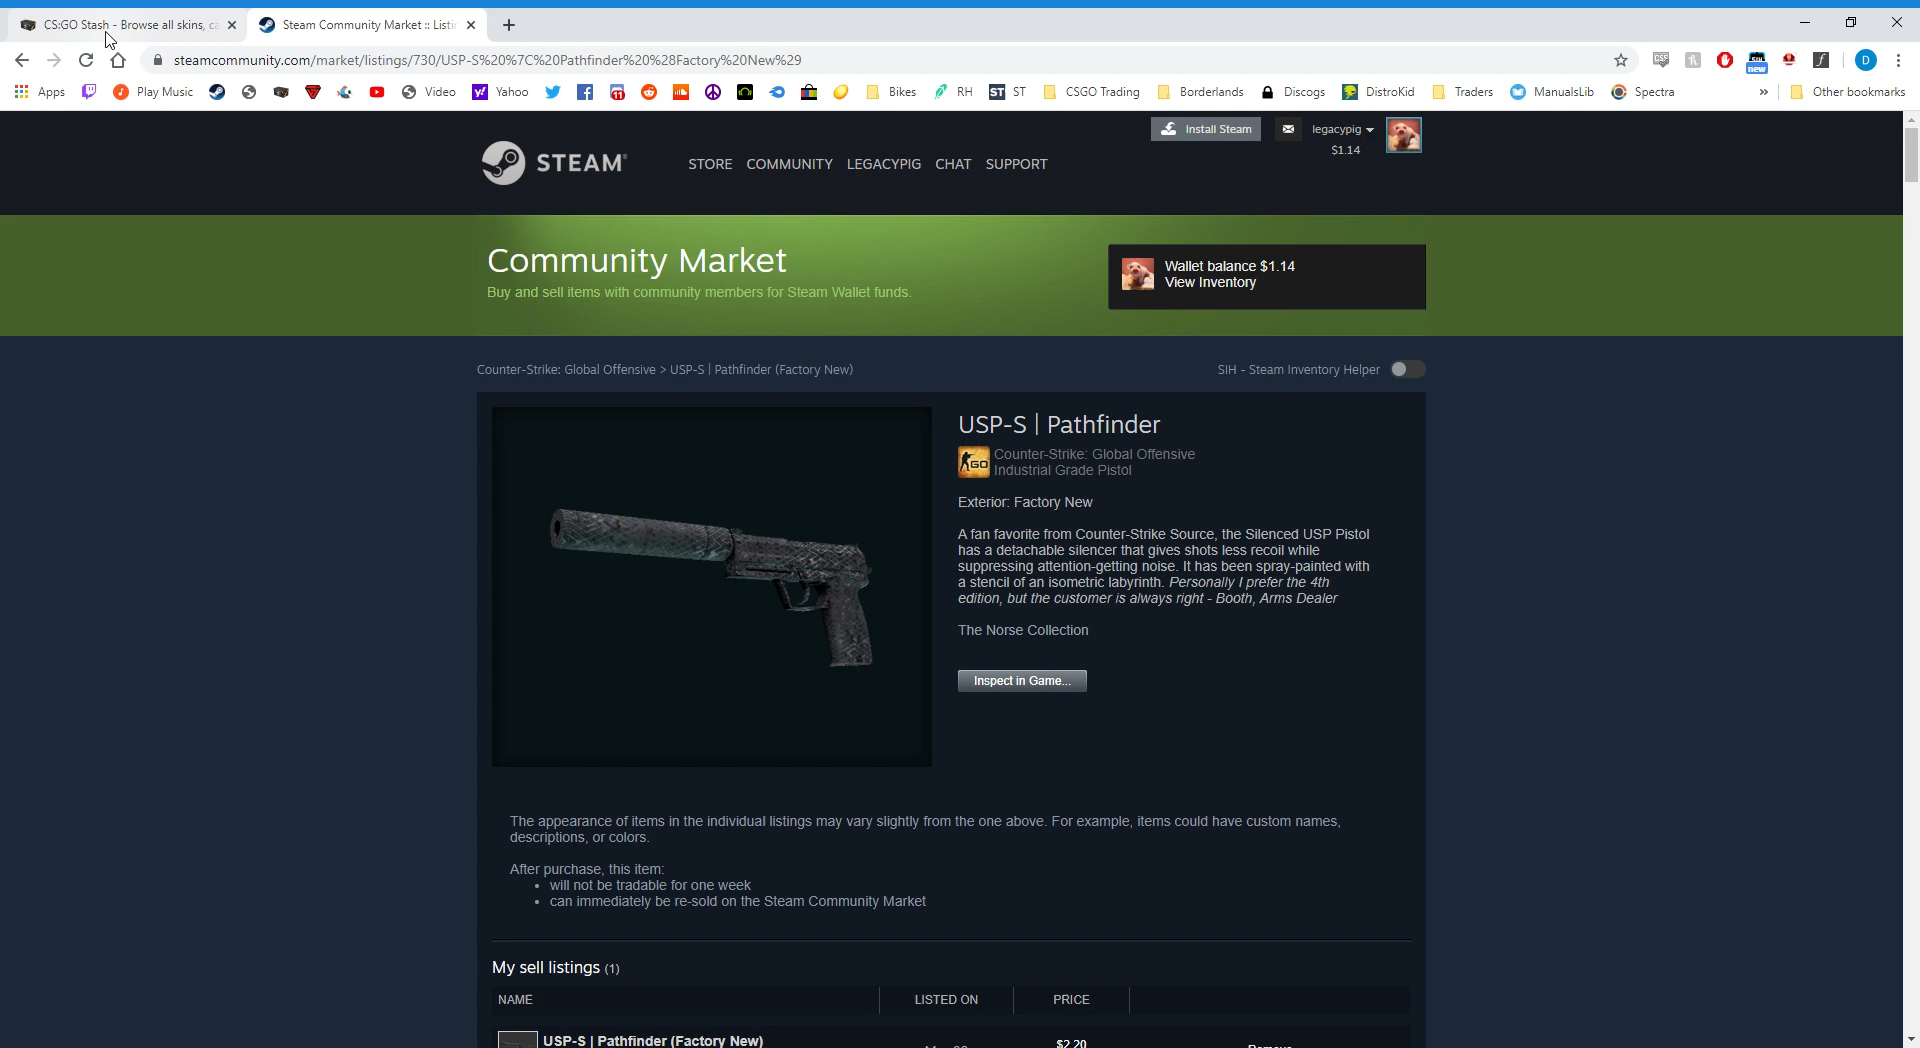 CS:GO Stash - Browse all skins, ca
Steam Community Market :: Listi
steamcommunity.com/market/listings/730/USP-S%20%7C%20Pathfinder%20%28Factory%20New%29
D
new
Apps
Play Music
Video
Yahoo
Bikes
RH
ST ST
CSGO Trading
Borderlands
Discogs
DistroKid
Traders
ManualsLib
Spectra
»
Other bookmarks
Install Steam
legacypig
$1.14
STEAM
STORE COMMUNITY LEGACYPIG CHAT SUPPORT
Community Market
Buy and sell items with community members for Steam Wallet funds.
Wallet balance $1.14
View Inventory
Counter-Strike: Global Offensive > USP-S | Pathfinder (Factory New)
SIH - Steam Inventory Helper
USP-S | Pathfinder
GO
Counter-Strike: Global Offensive
Industrial Grade Pistol
Exterior: Factory New
A fan favorite from Counter-Strike Source, the Silenced USP Pistol
has a detachable silencer that gives shots less recoil while
suppressing attention-getting noise. It has been spray-painted with
a stencil of an isometric labyrinth. Personally I prefer the 4th
edition, but the customer is always right - Booth, Arms Dealer
The Norse Collection
Inspect in Game...
The appearance of items in the individual listings may vary slightly from the one above. For example, items could have custom names,
descriptions, or colors.
After purchase, this item:
• will not be tradable for one week
• can immediately be re-sold on the Steam Community Market
My sell listings (1)
NAME
LISTED ON
PRICE
USP-S | Pathfinder (Factory New)
$2.20